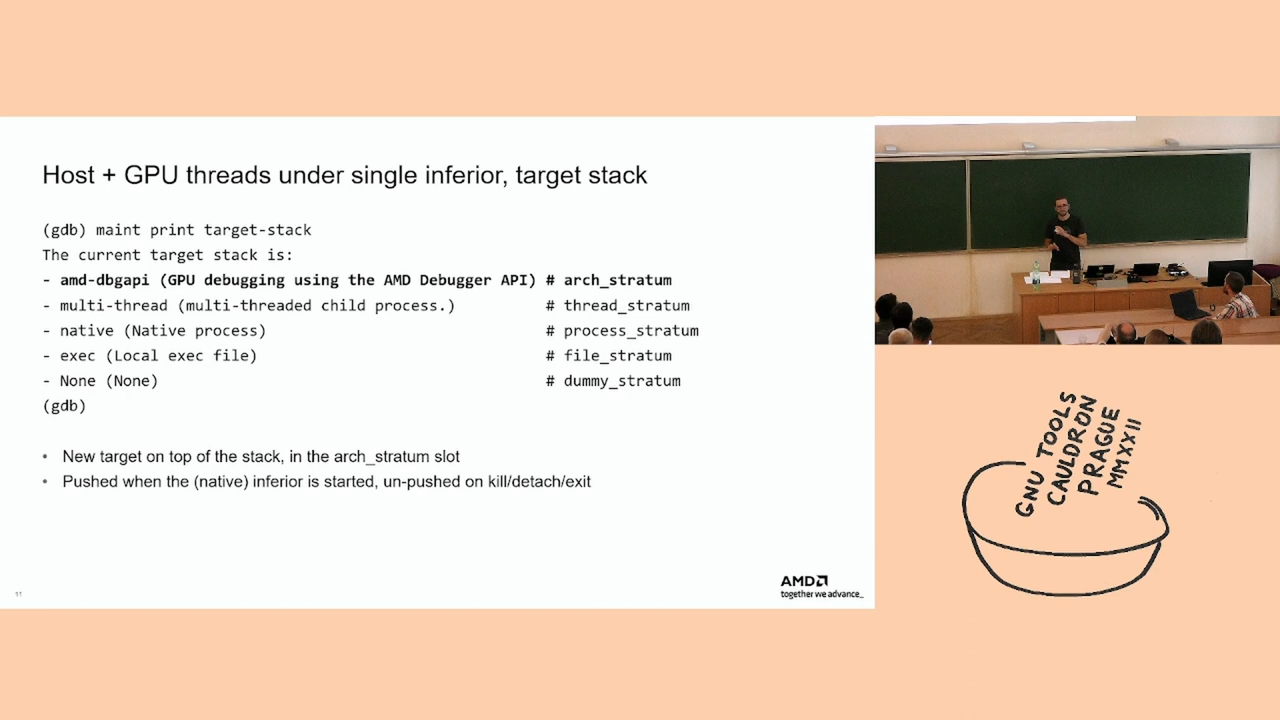 Host + GPU threads under single inferior, target stack
(gdb) maint print target-stack
The current target stack is:
- amd-dbgapi (GPU debugging using the AMD Debugger API) # arch_stratum
- multi-thread (multi-threaded child process.) # thread_stratum
- native (Native process) # process_stratum
- exec (Local exec file) # file_stratum
- None (None) # dummy_stratum
(gdb)
• New target on top of the stack, in the arch_stratum slot
• Pushed when the (native) inferior is started, un-pushed on kill/detach/exit
11
AMD
together we advance_
GNU TOOLS
CAULDRON
PRAGUE
MMXXII